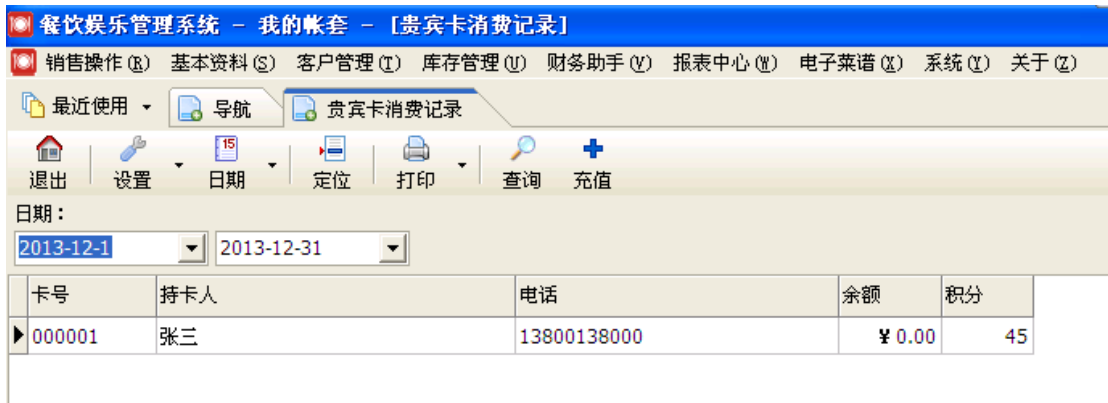 餐饮娱乐管理系统 - 我的帐套 - [贵宾卡消费记录]
销售操作(R) 基本资料(S) 客户管理(T) 库存管理(U) 财务助手(V) 报表中心(W) 电子菜谱(X) 系统(Y) 关于(Z)
最近使用 导航 贵宾卡消费记录
15
退出 设置 日期 定位 打印 查询 充值
日期：
2013-12-1 2013-12-31
卡号 持卡人 电话 余额 积分
000001 张三 13800138000 ¥0.00 45